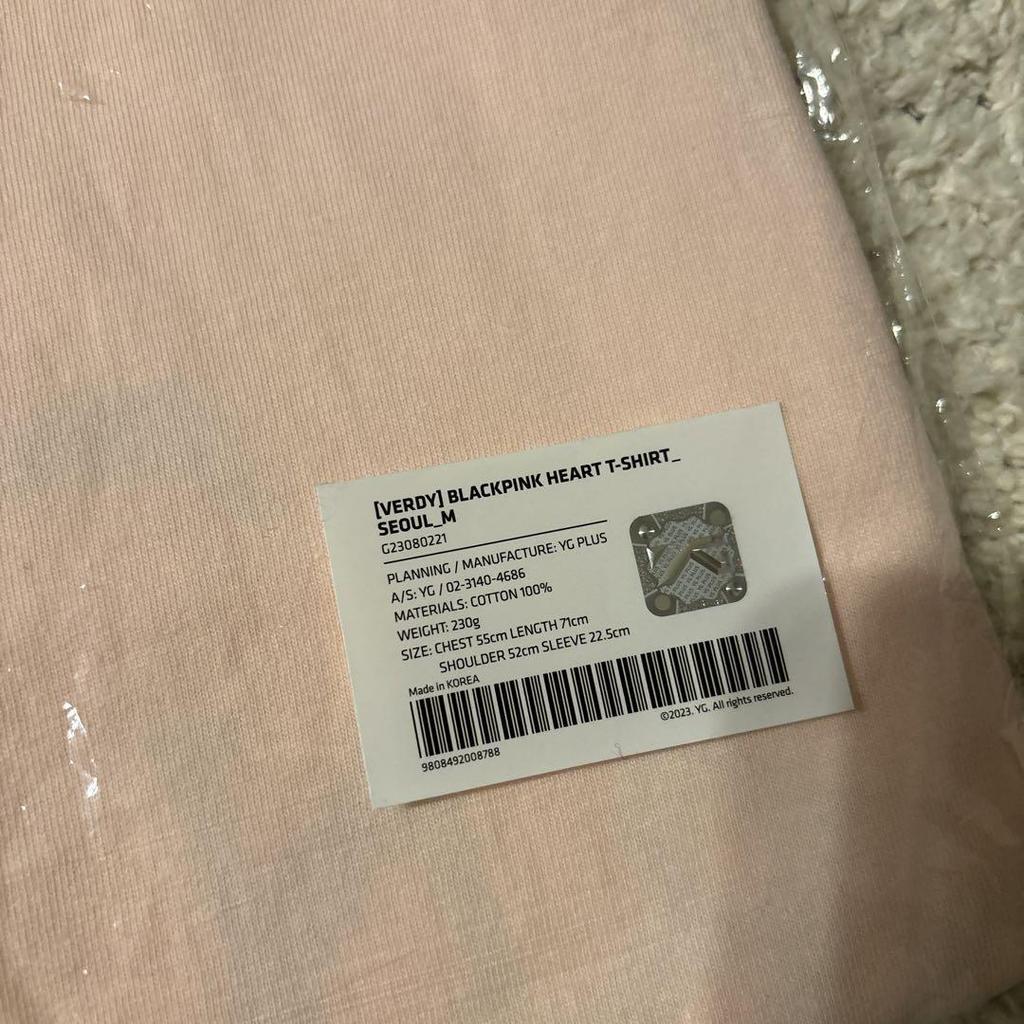 [VERDY] BLACKPINK HEART T-SHIRT_
SEOUL_M
G23080221
PLANNING / MANUFACTURE: YG PLUS
A/S: YG / 02-3140-4686
MATERIALS: COTTON 100%
WEIGHT: 230g
SIZE: CHEST 55cm LENGTH 71cm
SHOULDER 52cm SLEEVE 22.5cm
Made in KOREA
9808492008788
©2023. YG. All rights reserved.